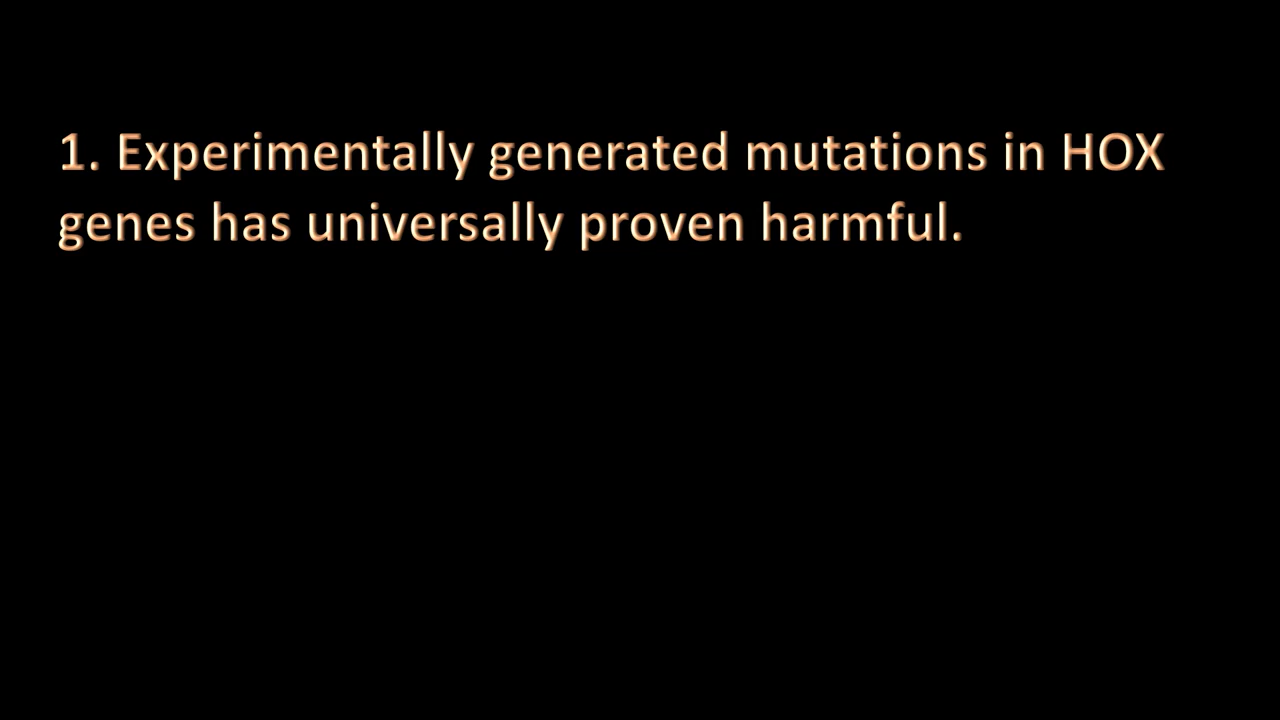 1. Experimentally generated mutations in HOX
genes has universally proven harmful.